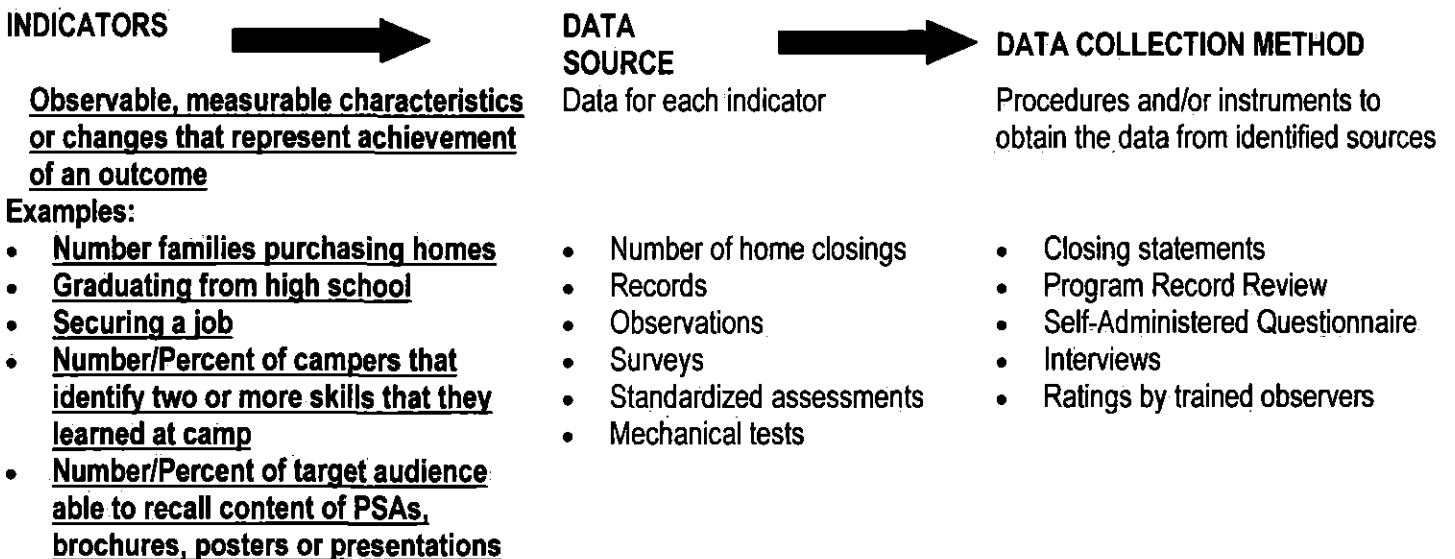 INDICATORS
Observable, measurable characteristics
or changes that represent achievement
of an outcome
Examples:
• Number families purchasing homes
• Graduating from high school
• Securing a job
• Number/Percent of campers that
identify two or more skills that they
learned at camp
• Number/Percent of target audience
able to recall content of PSAs,
brochures, posters or presentations
DATA
SOURCE
Data for each indicator
• Number of home closings
• Records
• Observations
• Surveys
• Standardized assessments
• Mechanical tests
DATA COLLECTION METHOD
Procedures and/or instruments to
obtain the data from identified sources
• Closing statements
• Program Record Review
• Self-Administered Questionnaire
• Interviews
• Ratings by trained observers